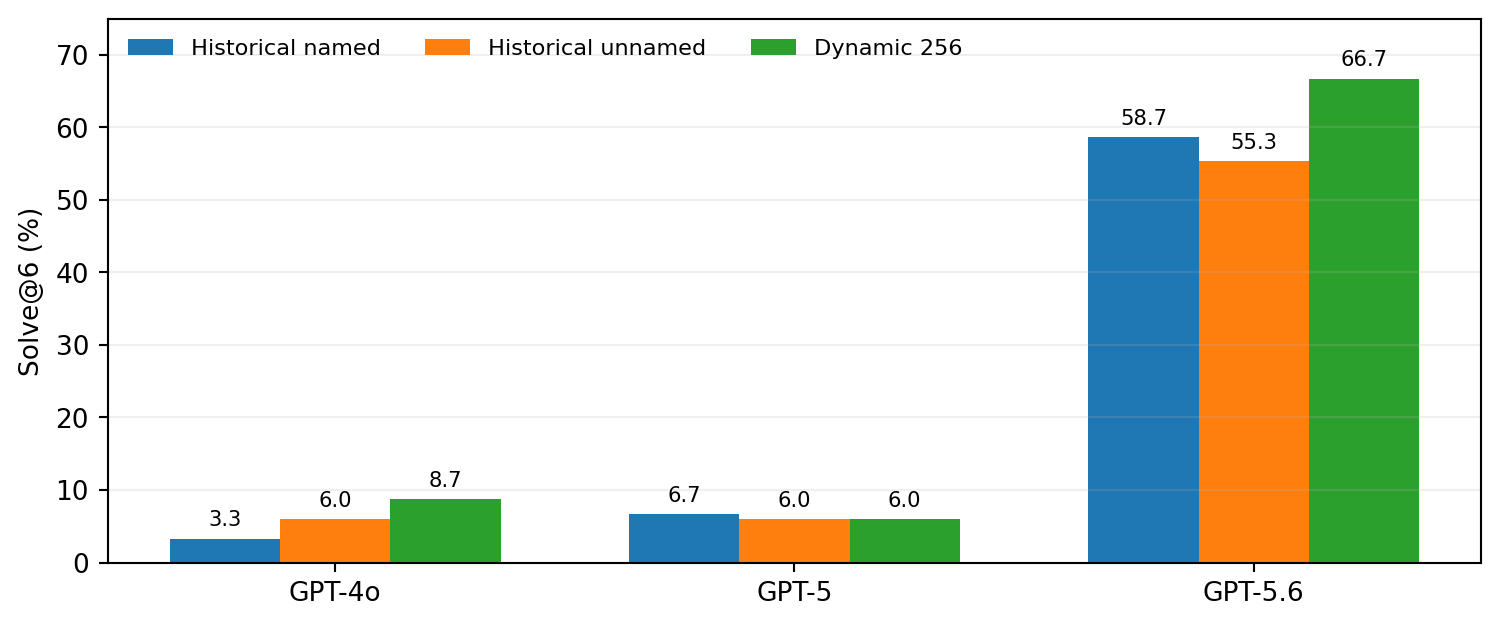 Historical named
Historical unnamed
Dynamic 256
Solve@6 (%)
70
60
50
40
30
20
10
0
3.3
6.0
8.7
6.7
6.0
6.0
58.7
55.3
66.7
GPT-4o
GPT-5
GPT-5.6